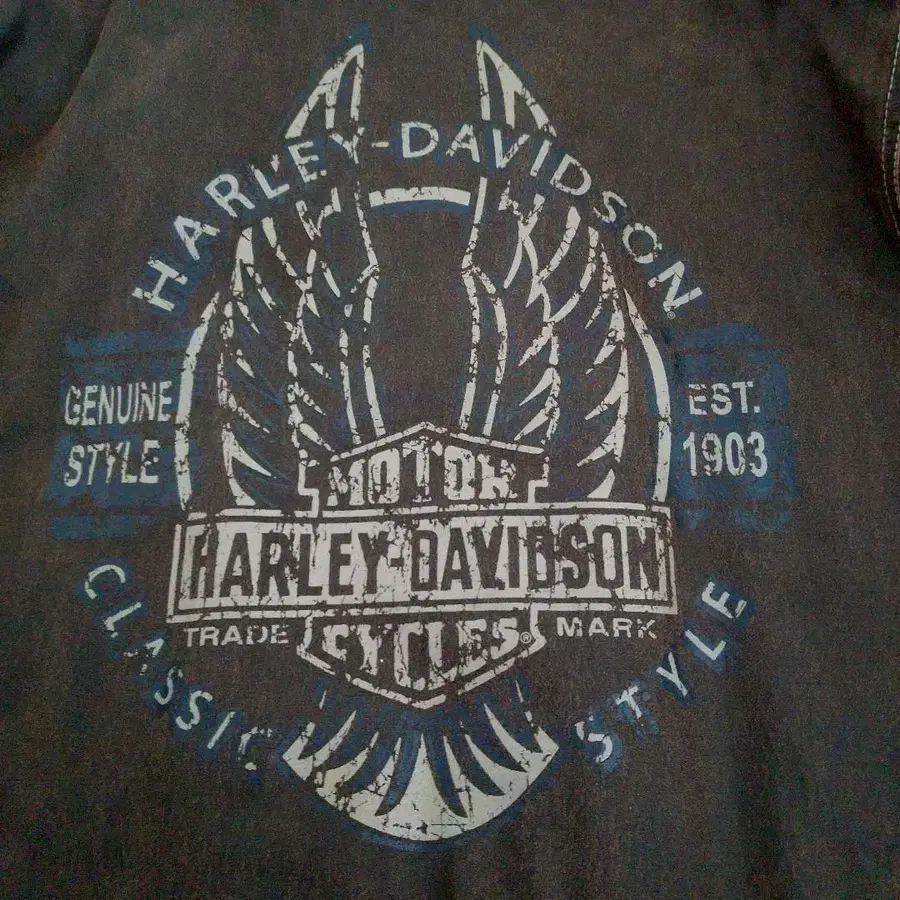 HARLEY-DAVIDSON®
GENUINE
STYLE
EST.
1903
MOTOR
HARLEY-DAVIDSON
TRADE MARK
CYCLES®
CLASSIC STYLE